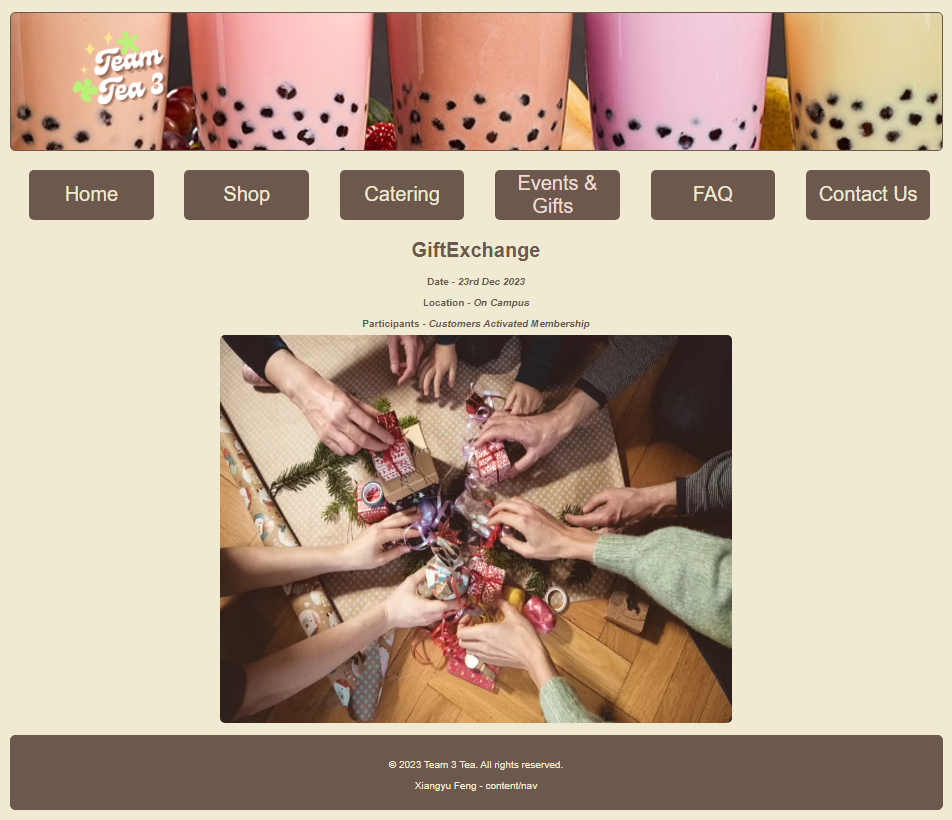 Team
Tea 3
Home
Shop
Catering
Events &
Gifts
FAQ
Contact Us
GiftExchange
Date - 23rd Dec 2023
Location - On Campus
Participants - Customers Activated Membership
© 2023 Team 3 Tea. All rights reserved.
Xiangyu Feng - content/nav